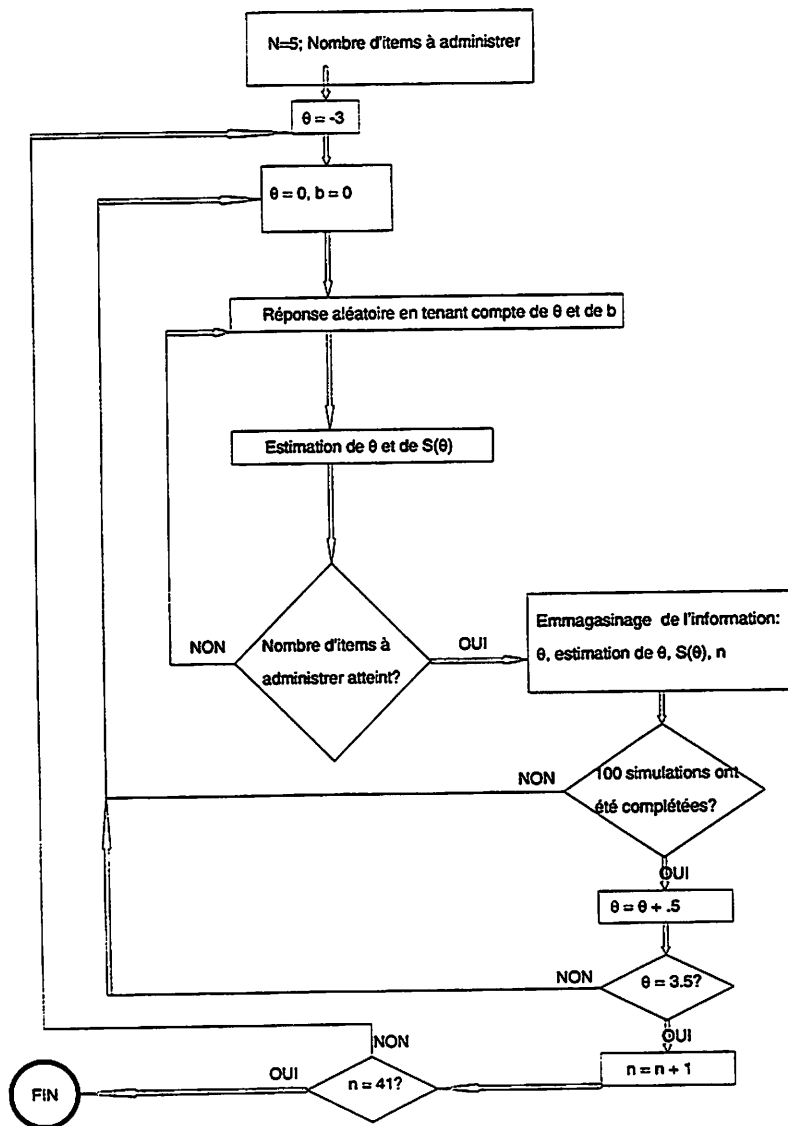 N=5; Nombre d'items à administrer
θ = -3
θ = 0, b = 0
Réponse aléatoire en tenant compte de θ et de b
Estimation de θ et de S(θ)
NON
Nombre d'items à
administrer atteint?
OUI
Emmagasinage de l'information:
θ, estimation de θ, S(θ), n
NON
100 simulations ont
été complétées?
OUI
θ = θ + .5
NON
θ = 3.5?
OUI
n = n + 1
NON
n = 41?
OUI
FIN